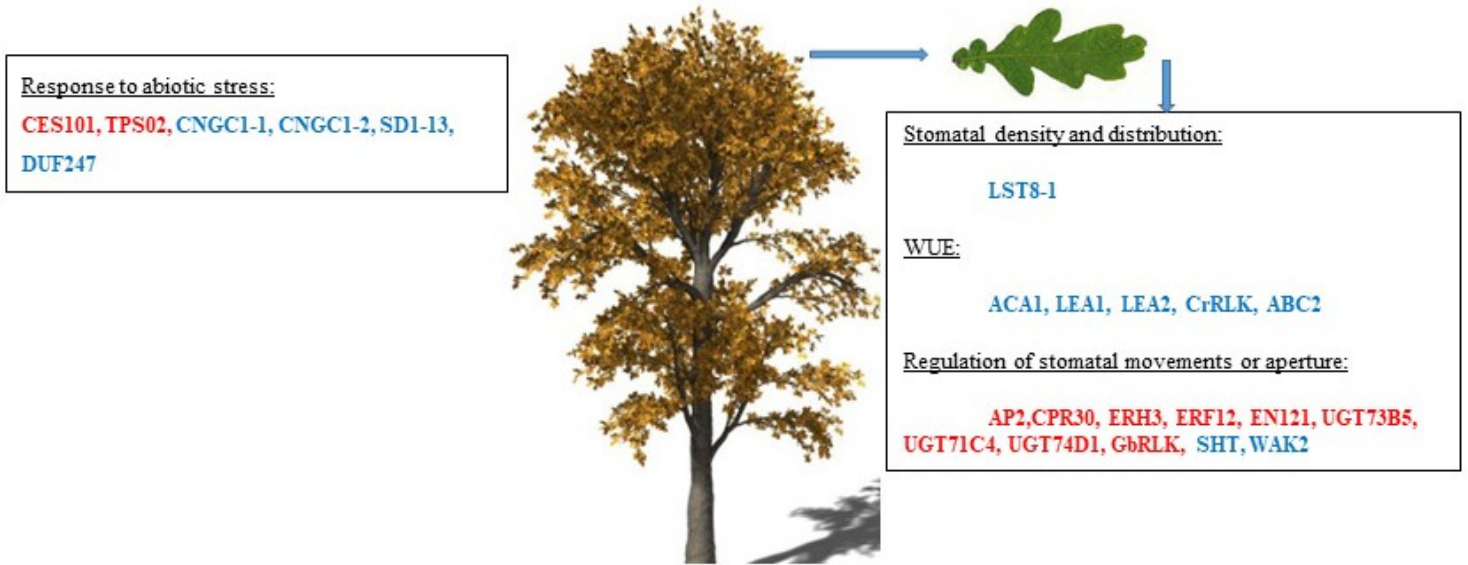 Response to abiotic stress:
CES101, TPS02, CNGC1-1, CNGC1-2, SD1-13,
DUF247
Stomatal density and distribution:
LST8-1
WUE:
ACA1, LEA1, LEA2, CrRLK, ABC2
Regulation of stomatal movements or aperture:
AP2,CPR30, ERH3, ERF12, EN121, UGT73B5,
UGT71C4, UGT74D1, GbRLK, SHT, WAK2